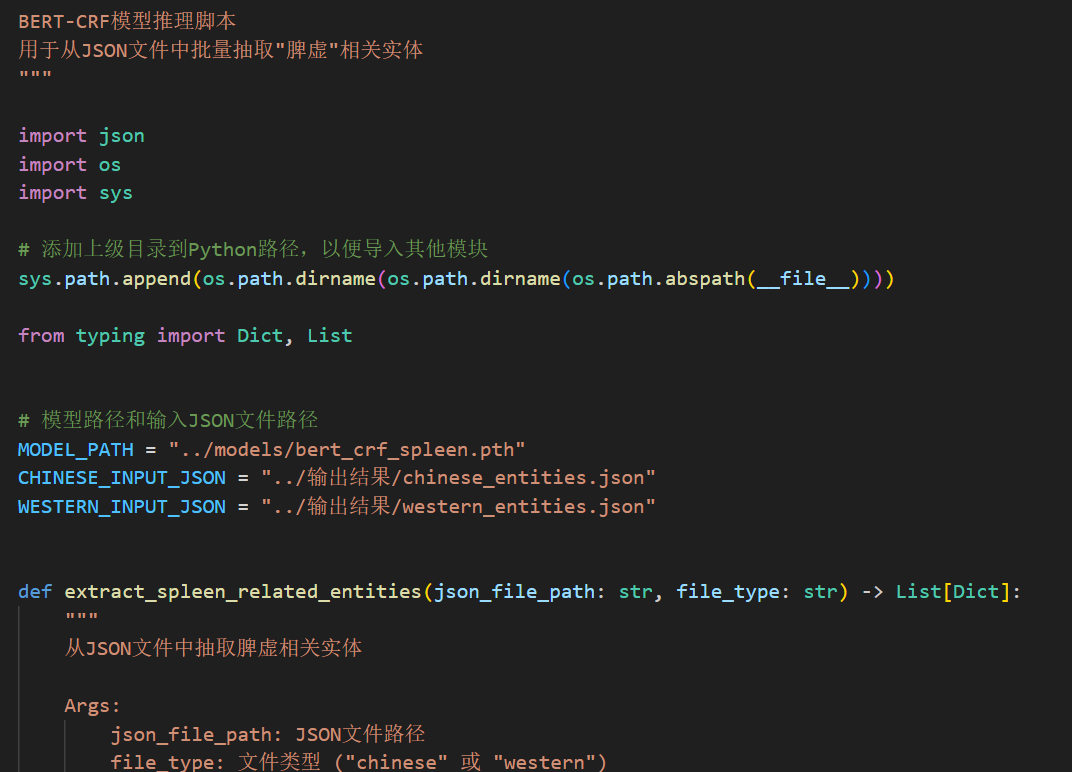 BERT-CRF模型推理脚本
用于从JSON文件中批量抽取"脾虚"相关实体
"""
import json
import os
import sys
# 添加上级目录到Python路径，以便导入其他模块
sys.path.append(os.path.dirname(os.path.dirname(os.path.abspath(__file__))))
from typing import Dict, List
# 模型路径和输入JSON文件路径
MODEL_PATH = "../models/bert_crf_spleen.pth"
CHINESE_INPUT_JSON = "../输出结果/chinese_entities.json"
WESTERN_INPUT_JSON = "../输出结果/western_entities.json"
def extract_spleen_related_entities(json_file_path: str, file_type: str) -> List[Dict]:
    """
    从JSON文件中抽取脾虚相关实体
    Args:
        json_file_path: JSON文件路径
        file_type: 文件类型 ("chinese" 或 "western")